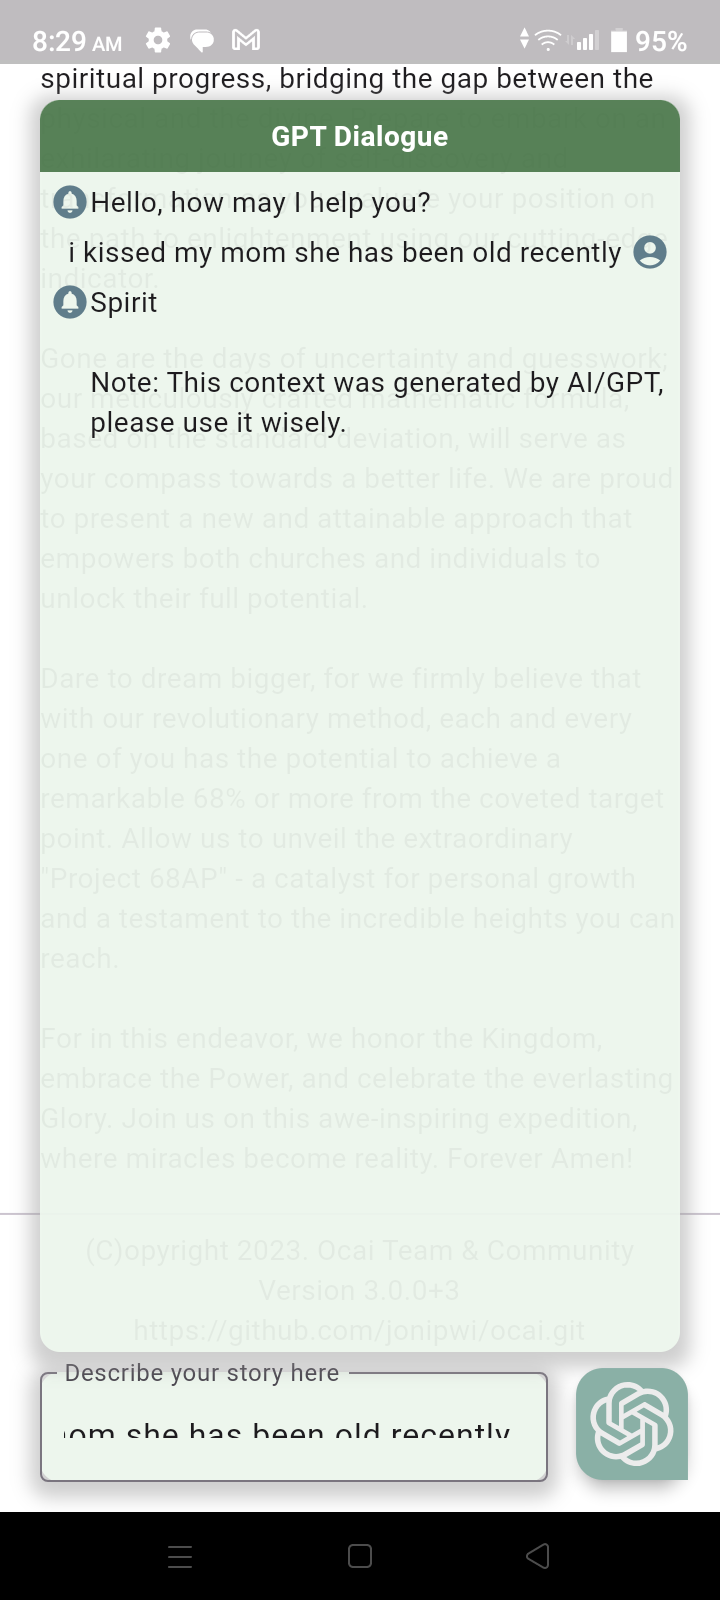 8:29 AM
95%
spiritual progress, bridging the gap between the
GPT Dialogue
Hello, how may I help you?
transformation as you evaluate your position on
the path to enlightenment using our cutting-edge
i kissed my mom she has been old recently
indicator.
Spirit
Gone are the days of uncertainty and guesswork;
Note: This context was generated by AI/GPT,
our meticulously crafted mathematic formula,
please use it wisely.
based on the standard deviation, will serve as
your compass towards a better life. We are proud
to present a new and attainable approach that
empowers both churches and individuals to
unlock their full potential.
Dare to dream bigger, for we firmly believe that
with our revolutionary method, each and every
one of you has the potential to achieve a
remarkable 68% or more from the coveted target
point. Allow us to unveil the extraordinary
"Project 68AP" - a catalyst for personal growth
and a testament to the incredible heights you can
reach.
For in this endeavor, we honor the Kingdom,
embrace the Power, and celebrate the everlasting
Glory. Join us on this awe-inspiring expedition,
where miracles become reality. Forever Amen!
(C)opyright 2023. Ocai Team & Community
Version 3.0.0+3
https://github.com/jonipwi/ocai.git
Describe your story here
she has been old recently